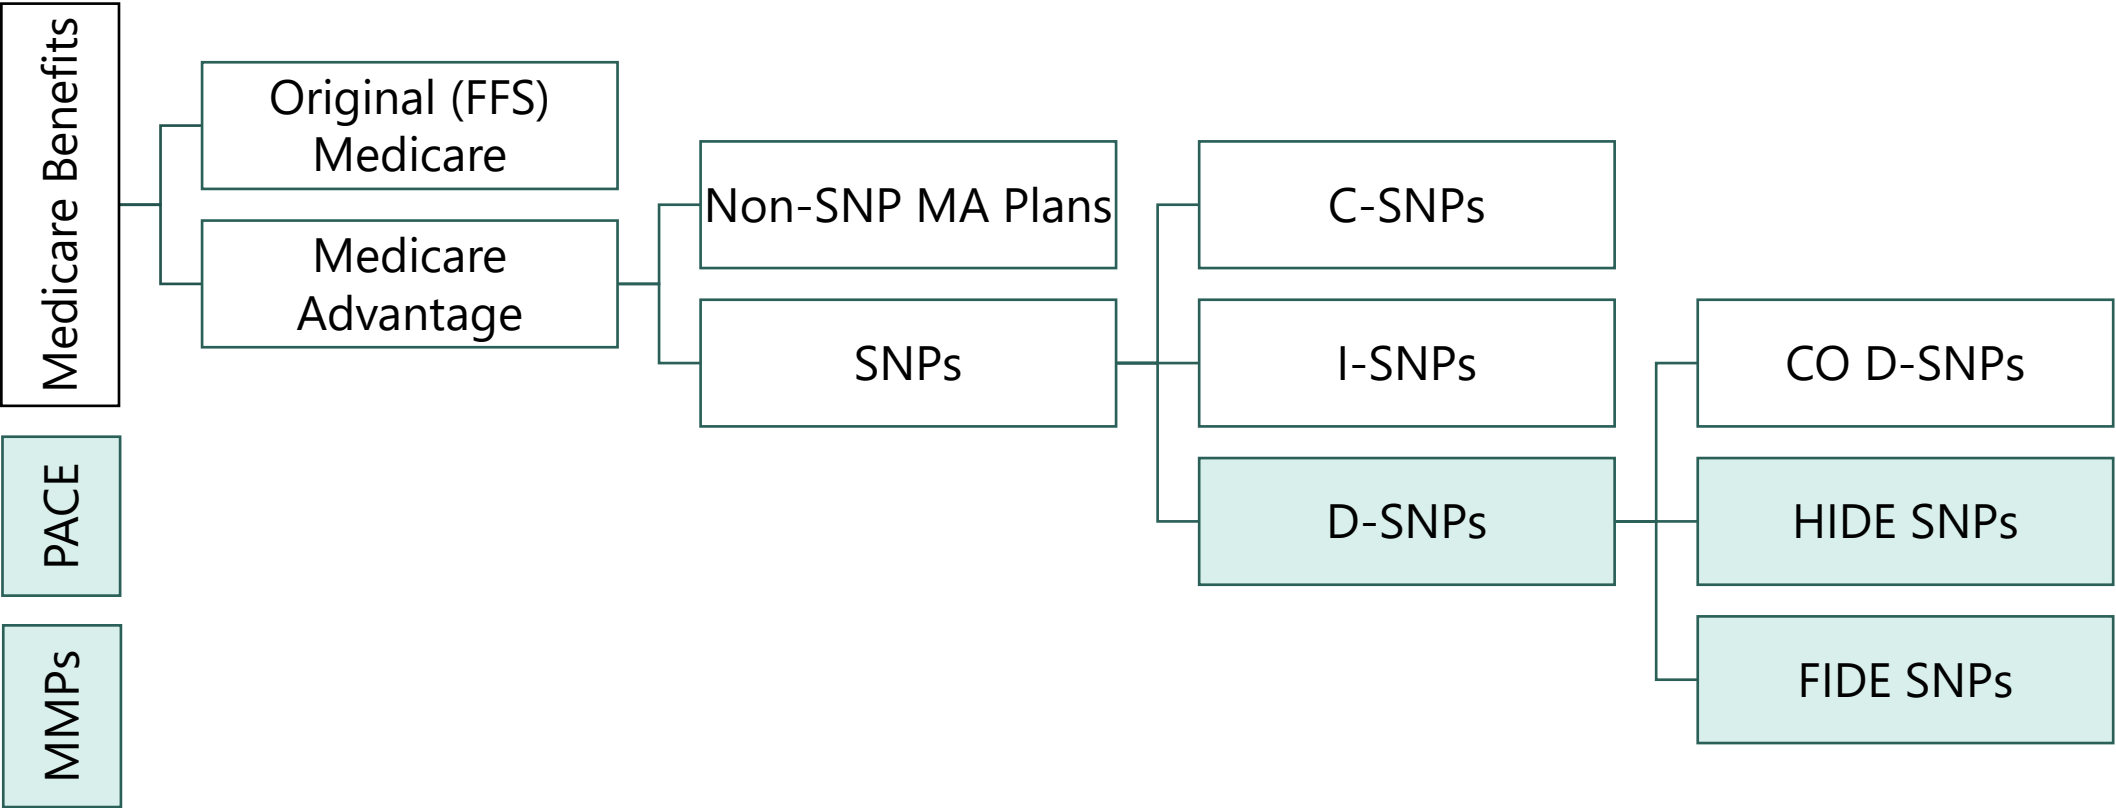 Medicare Benefits
Original (FFS)
Medicare
Medicare
Advantage
Non-SNP MA Plans
SNPs
C-SNPs
I-SNPs
D-SNPs
CO D-SNPs
HIDE SNPs
FIDE SNPs
PACE
MMPs